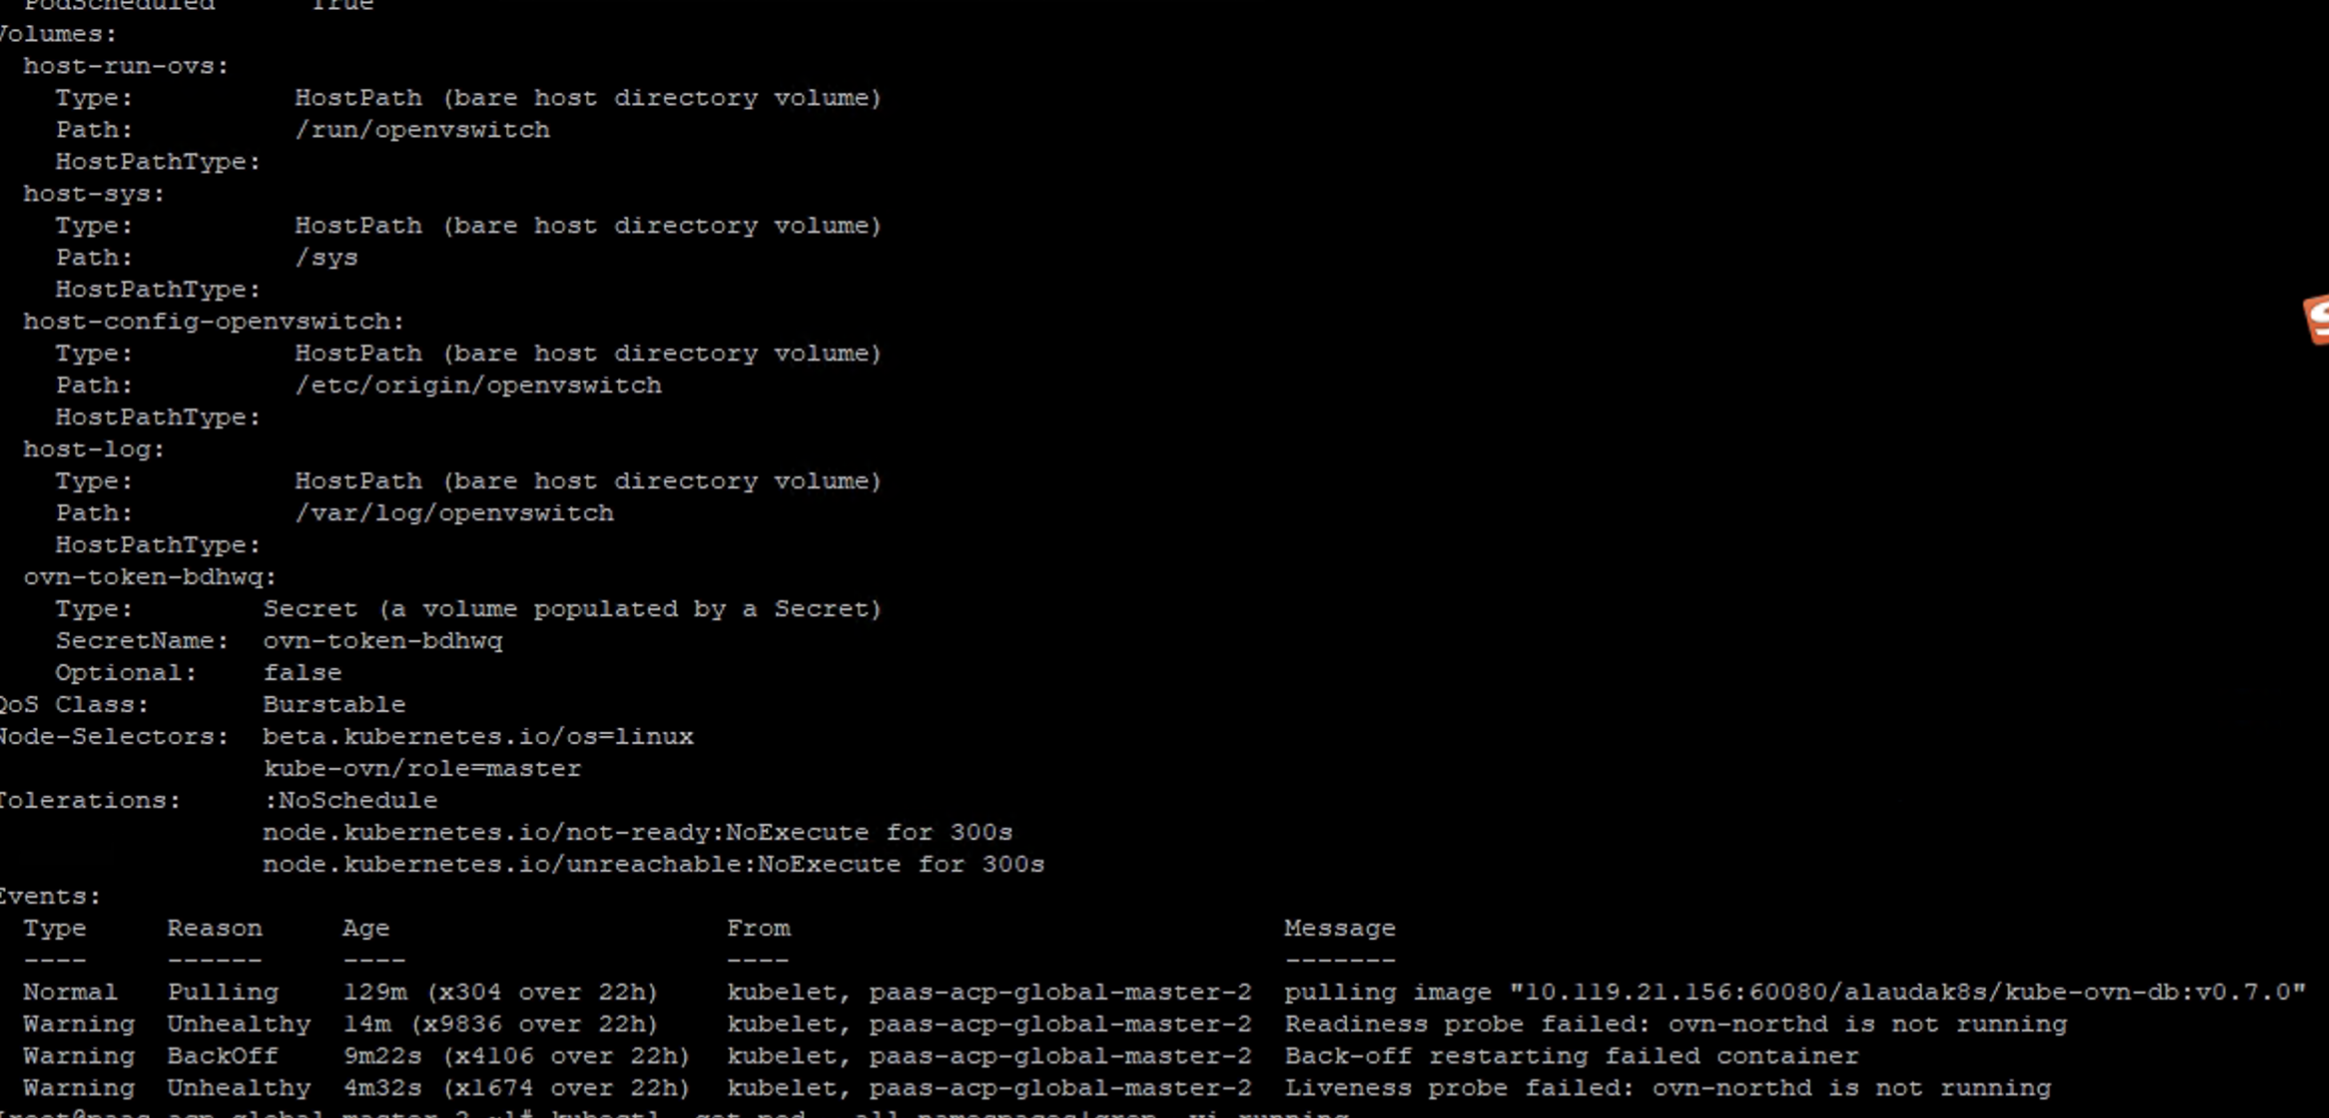 PodScheduled      True
Volumes:
  host-run-ovs:
    Type:          HostPath (bare host directory volume)
    Path:          /run/openvswitch
    HostPathType:
  host-sys:
    Type:          HostPath (bare host directory volume)
    Path:          /sys
    HostPathType:
  host-config-openvswitch:
    Type:          HostPath (bare host directory volume)
    Path:          /etc/origin/openvswitch
    HostPathType:
  host-log:
    Type:          HostPath (bare host directory volume)
    Path:          /var/log/openvswitch
    HostPathType:
  ovn-token-bdhwq:
    Type:        Secret (a volume populated by a Secret)
    SecretName:  ovn-token-bdhwq
    Optional:    false
QoS Class:       Burstable
Node-Selectors:  beta.kubernetes.io/os=linux
                 kube-ovn/role=master
Tolerations:     :NoSchedule
                 node.kubernetes.io/not-ready:NoExecute for 300s
                 node.kubernetes.io/unreachable:NoExecute for 300s
Events:
  Type     Reason     Age                     From                               Message
  ----     ------     ----                    ----                               -------
  Normal   Pulling    129m (x304 over 22h)    kubelet, paas-acp-global-master-2  pulling image "10.119.21.156:60080/alaudak8s/kube-ovn-db:v0.7.0"
  Warning  Unhealthy  14m (x9836 over 22h)    kubelet, paas-acp-global-master-2  Readiness probe failed: ovn-northd is not running
  Warning  BackOff    9m22s (x4106 over 22h)  kubelet, paas-acp-global-master-2  Back-off restarting failed container
  Warning  Unhealthy  4m32s (x1674 over 22h)  kubelet, paas-acp-global-master-2  Liveness probe failed: ovn-northd is not running